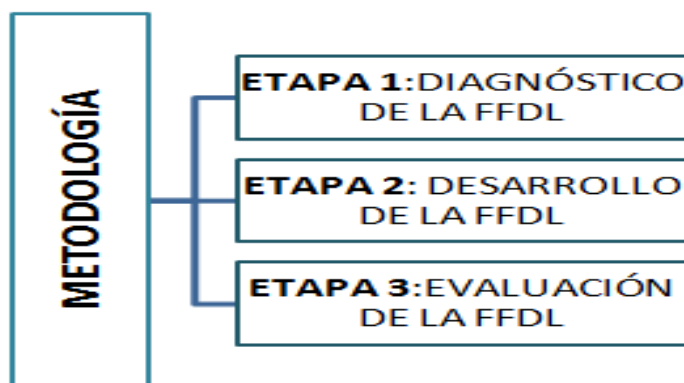 METODOLOGÍA
ETAPA 1:DIAGNÓSTICO
DE LA FFDL
ETAPA 2: DESARROLLO
DE LA FFDL
ETAPA 3:EVALUACIÓN
DE LA FFDL